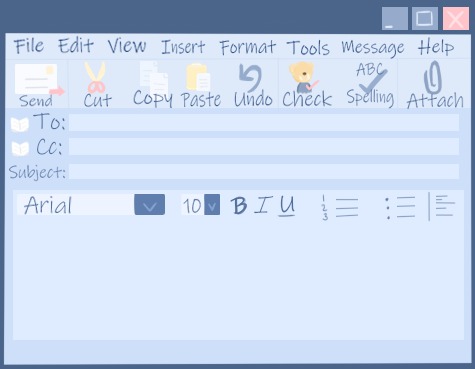 File Edit View Insert Format Tools Message Help
ABC
Send Cut Copy Paste Undo Check Spelling Attach
To:
Cc:
Subject:
Arial 10 B I U
1
2
3